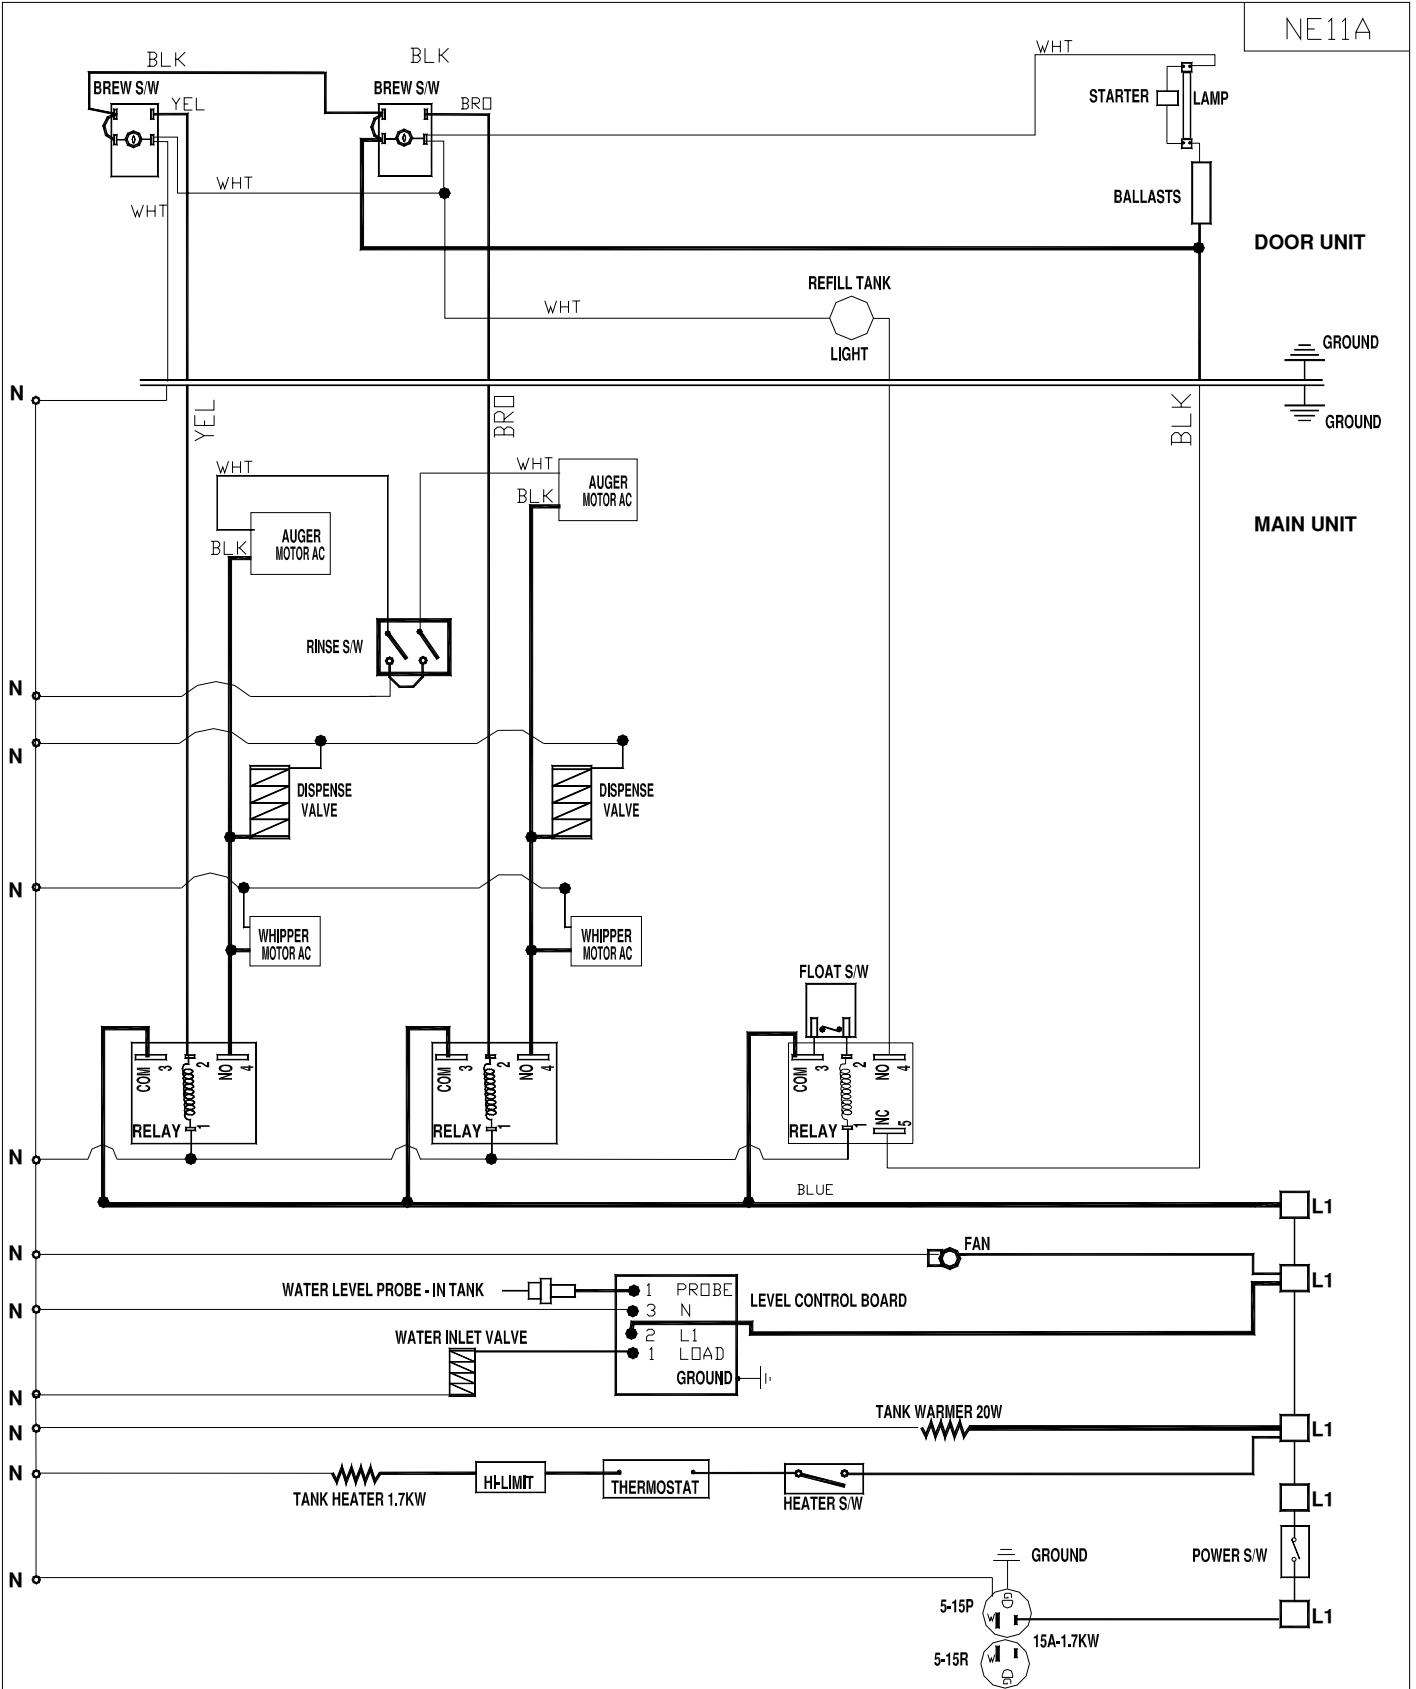 NE11A
BLK
BLK
WHT
BREW S/W
BREW S/W
YEL
BRO
STARTER
LAMP
WHT
WHT
BALLASTS
DOOR UNIT
REFILL TANK
LIGHT
WHT
GROUND
N
YEL
BRO
BLK
GROUND
WHT
WHT
AUGER
MOTOR AC
BLK
MAIN UNIT
AUGER
MOTOR AC
BLK
RINSE S/W
N
N
DISPENSE
VALVE
DISPENSE
VALVE
N
WHIPPER
MOTOR AC
WHIPPER
MOTOR AC
FLOAT S/W
COM 3 2 NO 4
RELAY 1
COM 3 2 NO 4
RELAY 1
COM 3 2 NO 4
RELAY 1 NC 5
N
BLUE
L1
N
FAN
L1
WATER LEVEL PROBE - IN TANK
1 PROBE
3 N
2 L1
1 LOAD
GROUND
LEVEL CONTROL BOARD
N
WATER INLET VALVE
N
TANK WARMER 20W
L1
N
N
TANK HEATER 1.7KW
HI-LIMIT
THERMOSTAT
HEATER S/W
L1
GROUND
POWER S/W
N
5-15P
GD
W
L1
15A-1.7KW
5-15R
W
GD